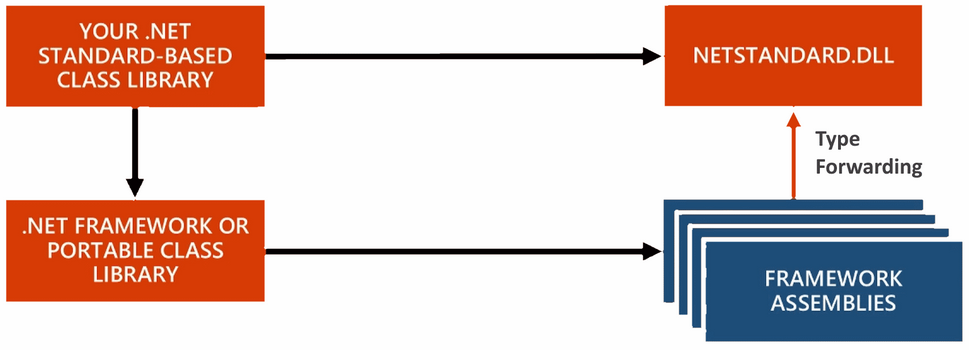 YOUR .NET
STANDARD-BASED
CLASS LIBRARY
NETSTANDARD.DLL
Type
Forwarding
.NET FRAMEWORK OR
PORTABLE CLASS
LIBRARY
FRAMEWORK
ASSEMBLIES